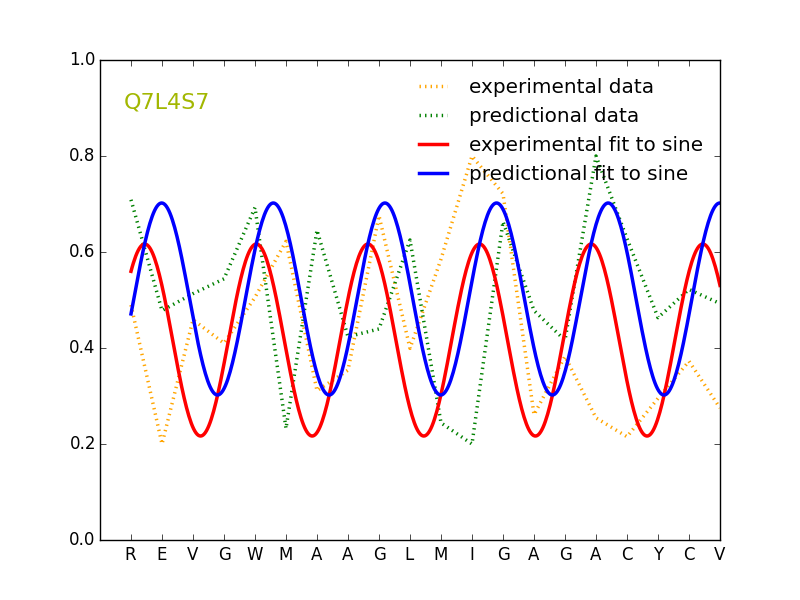 Q7L4S7
experimental data
predictional data
experimental fit to sine
predictional fit to sine
1.0
0.8
0.6
0.4
0.2
0.0
R E V G W M A A G L M I G A G A C Y C V